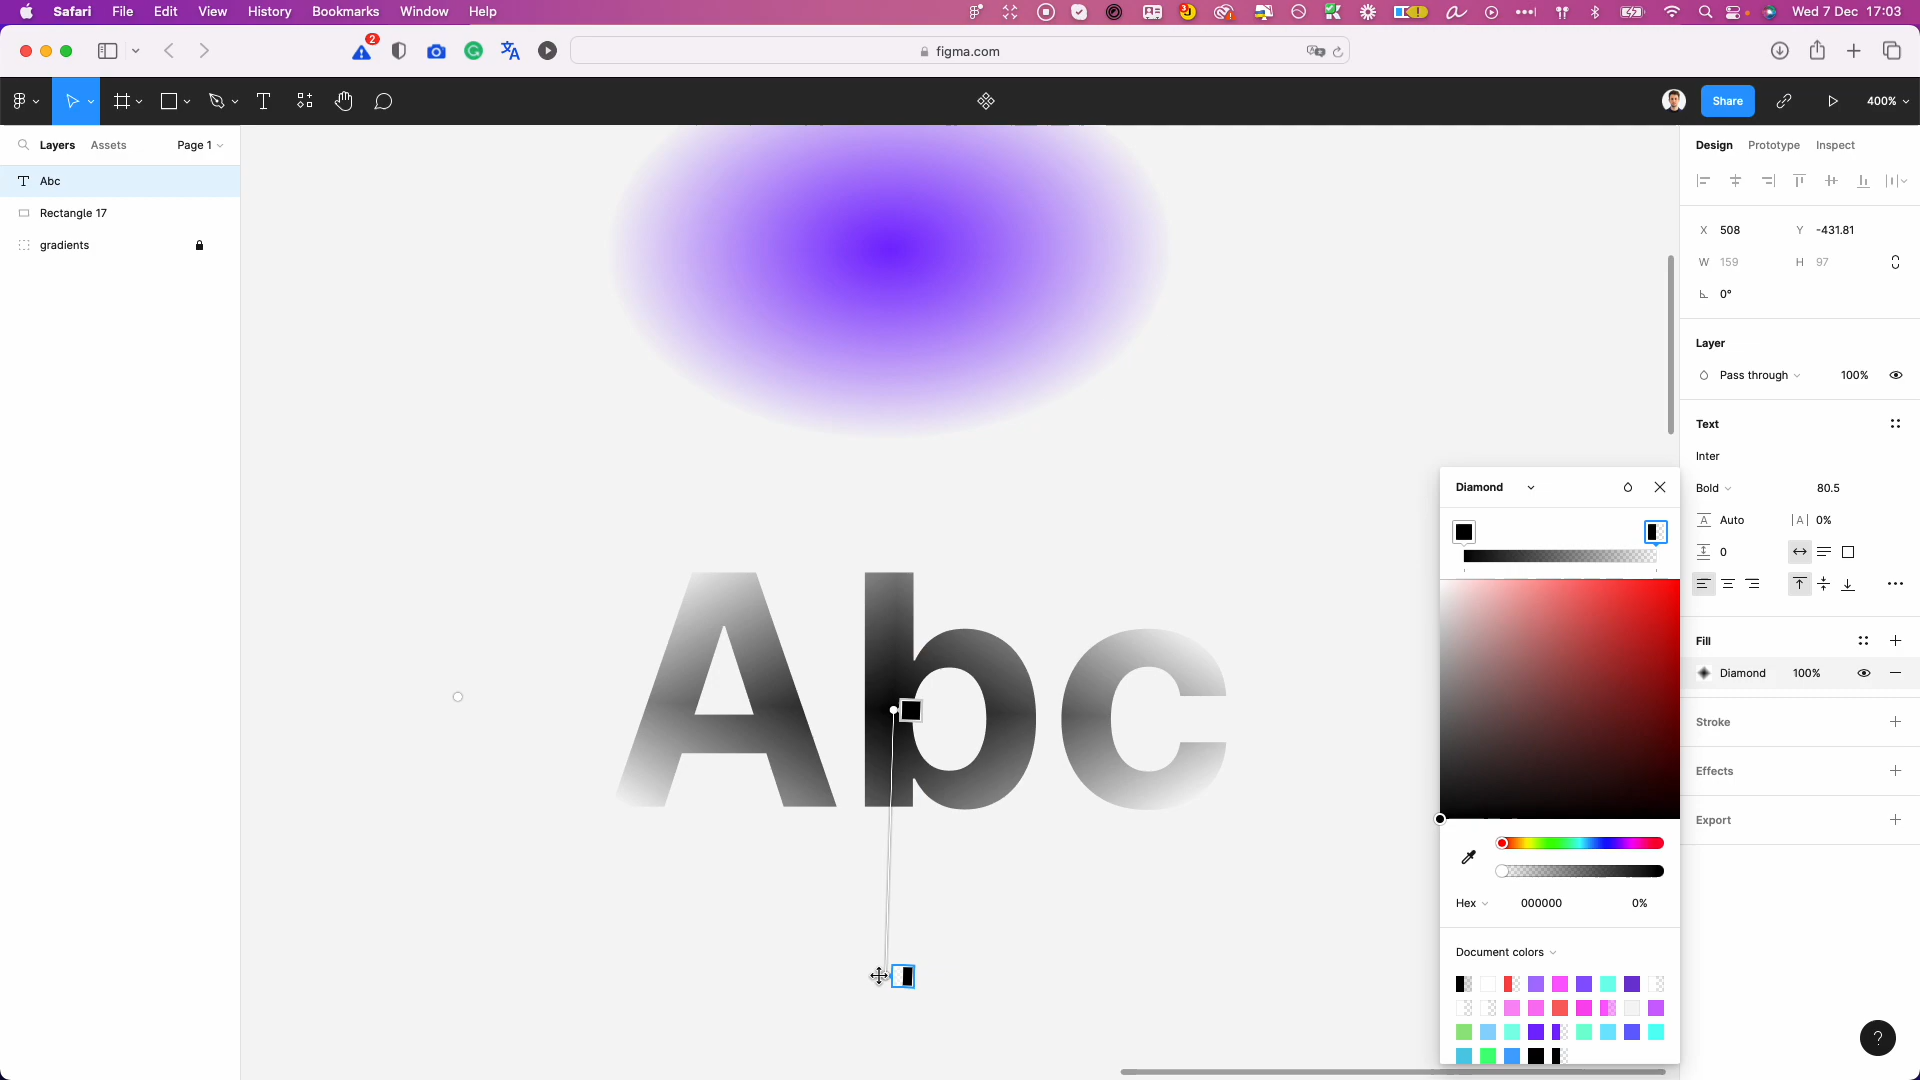 Safari File Edit View History Bookmarks Window Help Wed 7 Dec 17:03
2
figma.com
Share 400%
Layers Assets Page 1
Design Prototype Inspect
Abc
Rectangle 17
gradients
X 508 Y -431.81
W 159 H 97
0°
Layer
Pass through 100%
Text
Inter
Bold 80.5
Auto |A| 0%
0
Fill
Diamond 100%
Stroke
Effects
Export
Abc
Diamond
Hex 000000 0%
Document colors
?